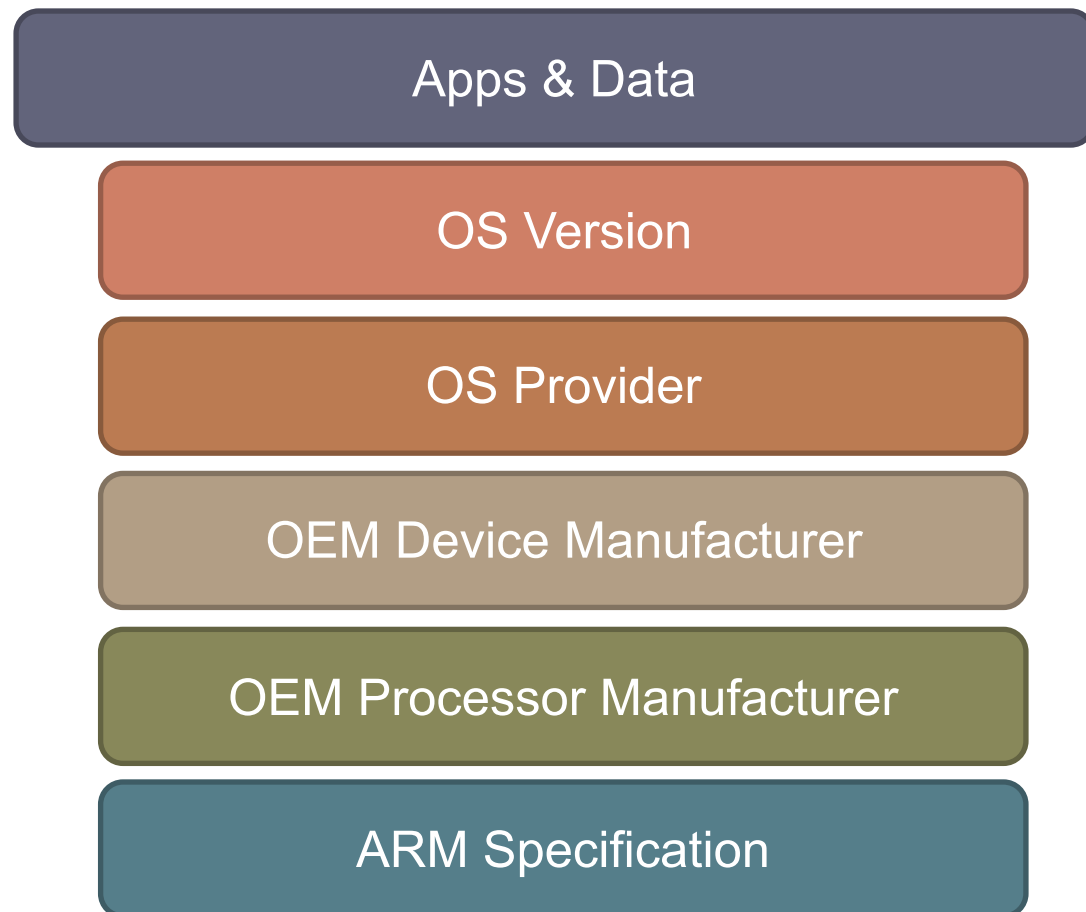 Apps & Data
OS Version
OS Provider
OEM Device Manufacturer
OEM Processor Manufacturer
ARM Specification